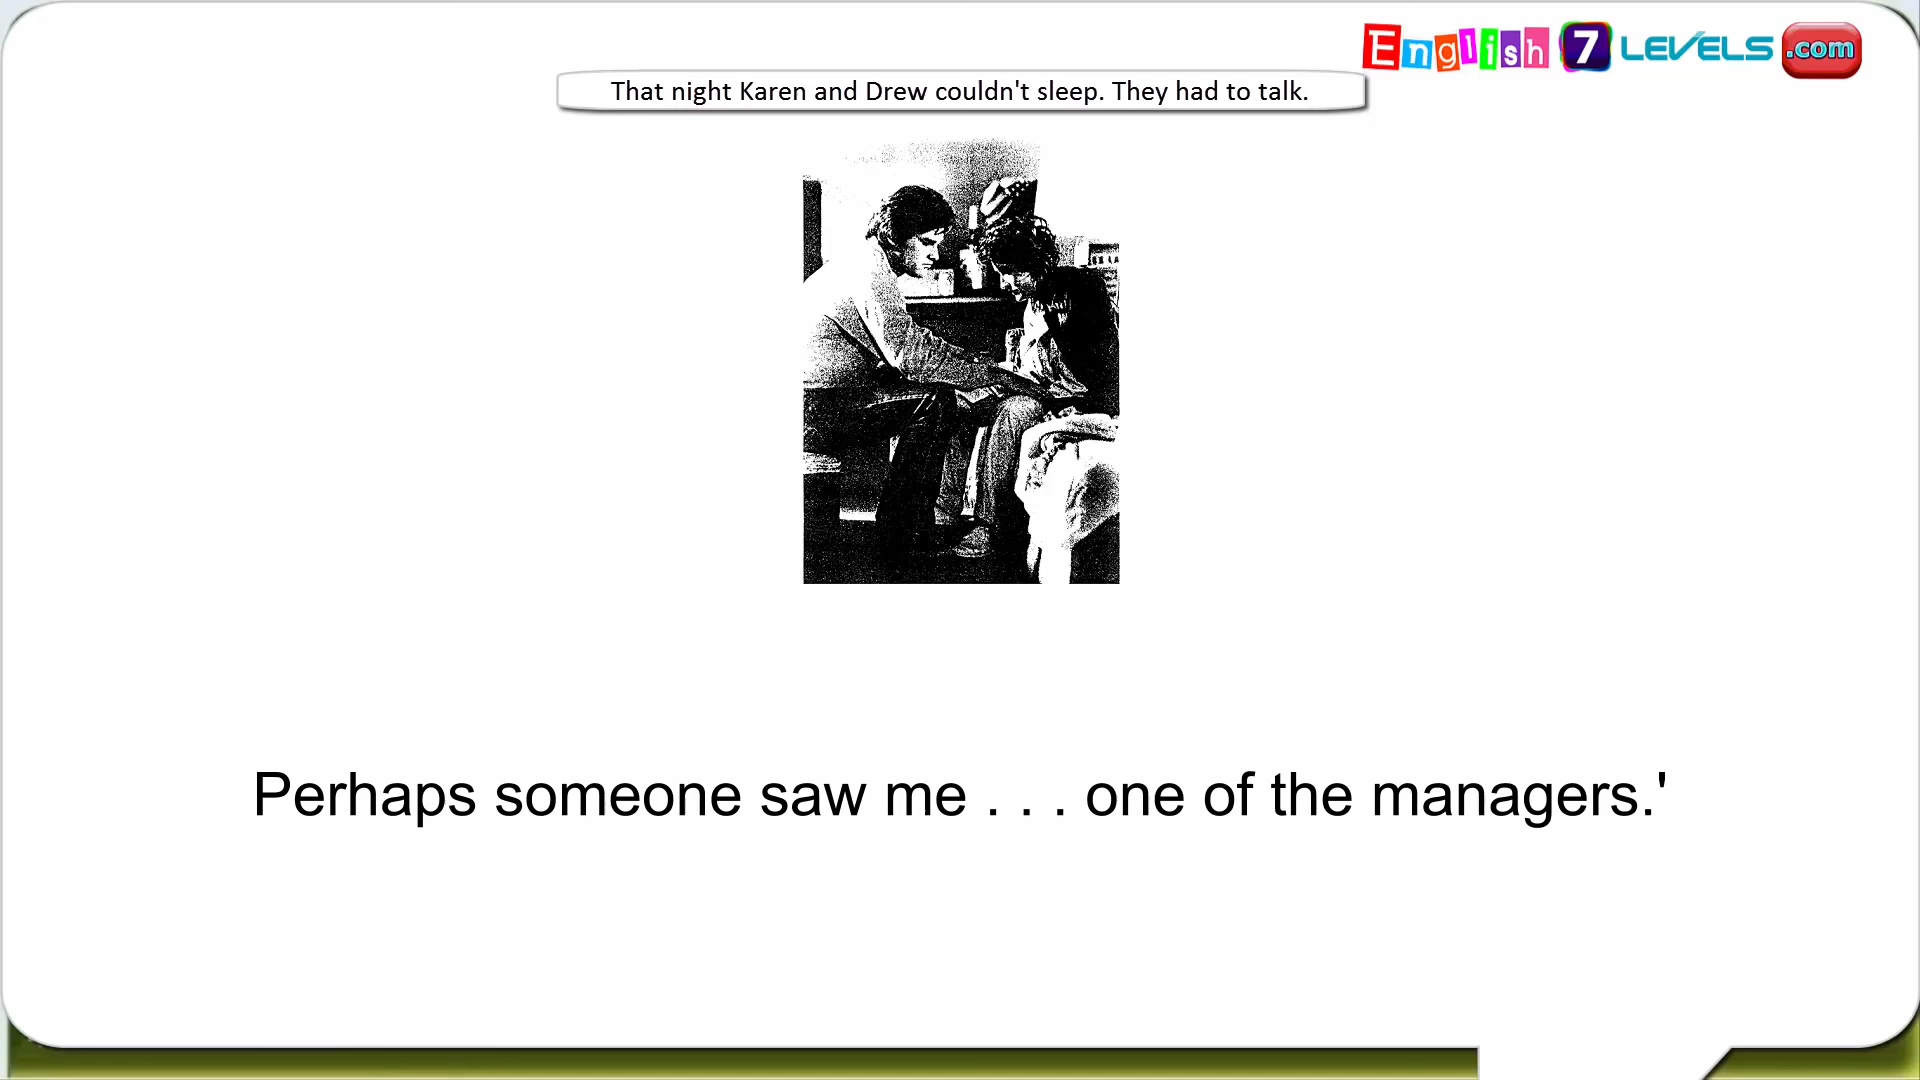 English 7 LEVELS .com
That night Karen and Drew couldn't sleep. They had to talk.
Perhaps someone saw me . . . one of the managers.'